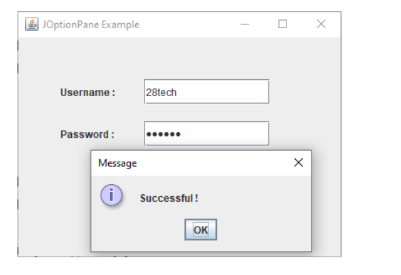 JOptionPane Example
Username :
28tech
Password :
••••••
Message
Successful !
OK